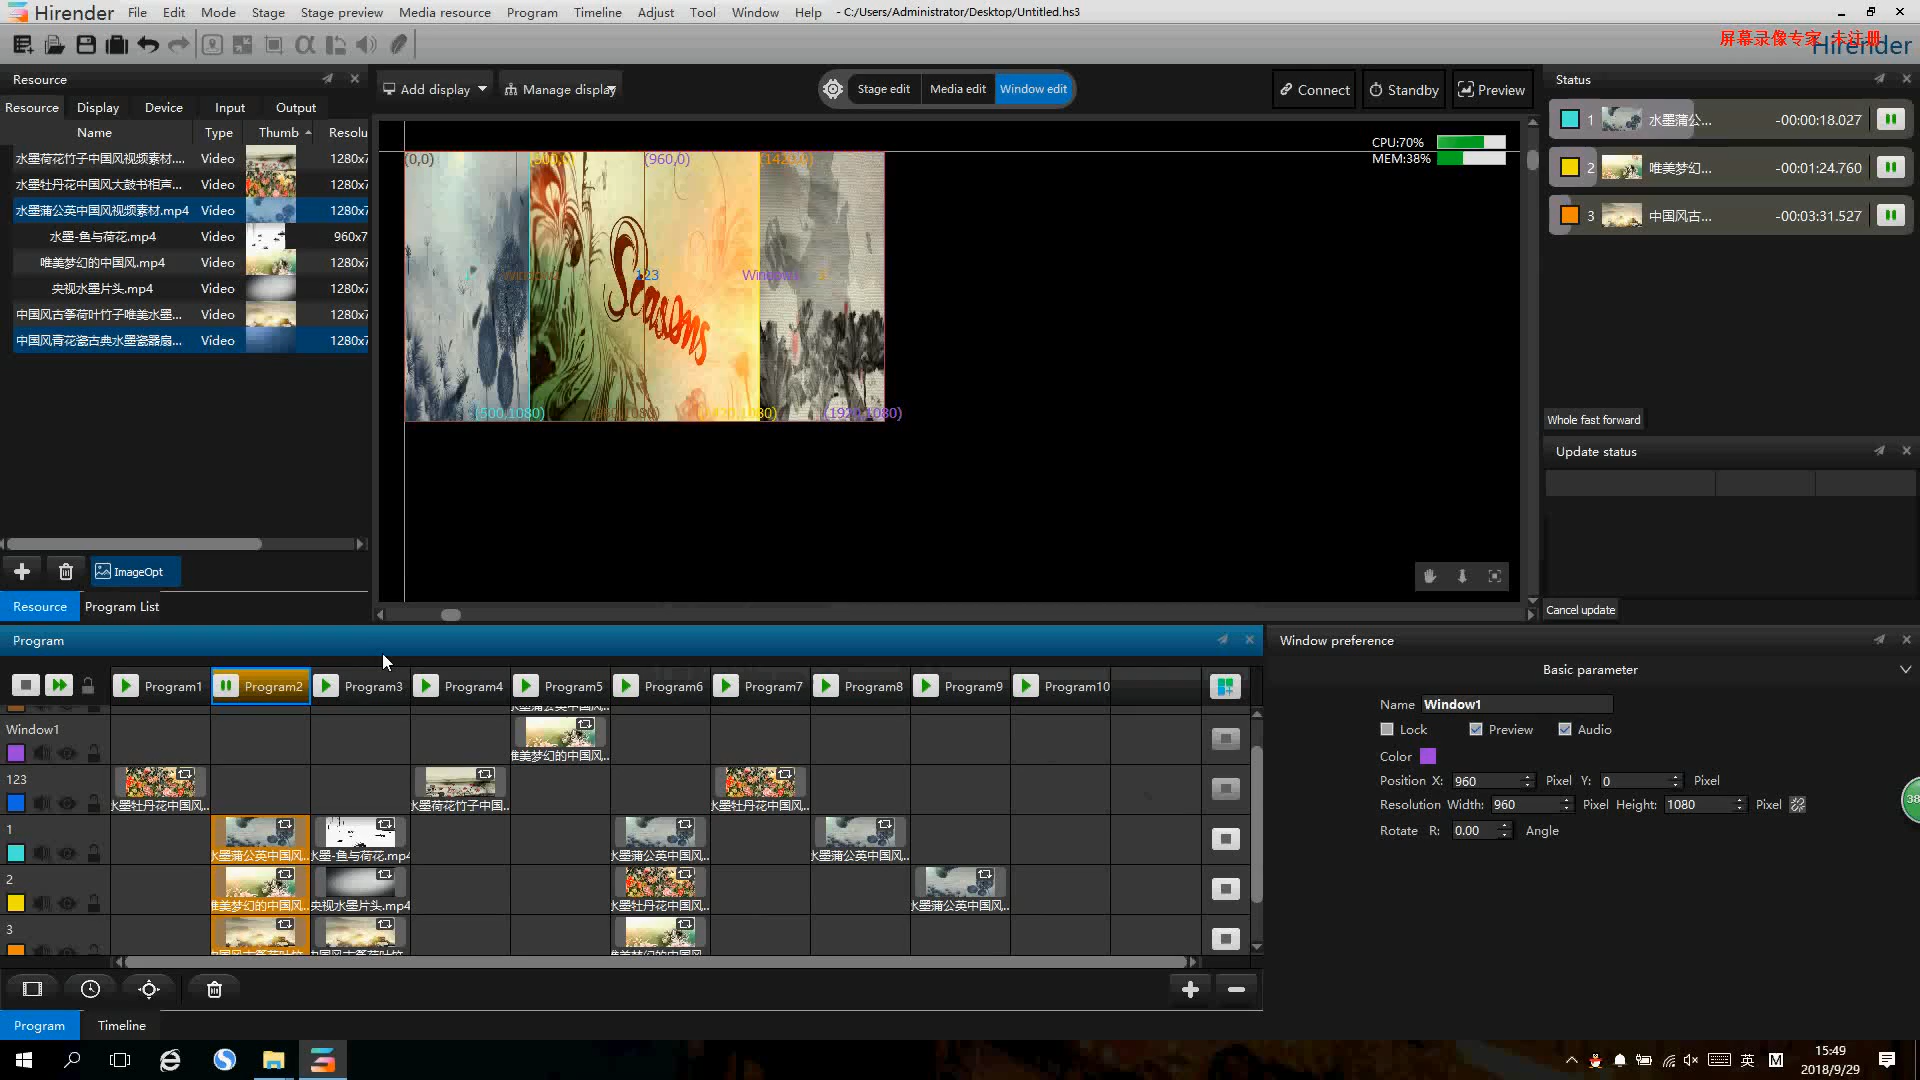 Hirender File Edit Mode Stage Stage preview Media resource Program Timeline Adjust Tool Window Help - C:/Users/Administrator/Desktop/Untitled.hs3
屏幕录像专家 未注册
Hirender
Resource
Resource Display Device Input Output
Name Type Thumb Resolu
水墨荷花竹子中国风视频素材.... Video 1280x7
水墨牡丹花中国风大鼓书相声... Video 1280x7
水墨蒲公英中国风视频素材.mp4 Video 1280x7
水墨-鱼与荷花.mp4 Video 960x7
唯美梦幻的中国风.mp4 Video 1280x7
央视水墨片头.mp4 Video 1280x7
中国风古筝荷叶竹子唯美水墨... Video 1280x7
中国风青花瓷古典水墨瓷器扇... Video 1280x7
ImageOpt
Resource Program List
Add display Manage display
Stage edit Media edit Window edit
Connect Standby Preview
CPU:70%
MEM:38%
(0,0) (960,0)
123
Seasons
(500,1080) (1920,1080)
Status
1 水墨蒲公... -00:00:18.027
2 唯美梦幻... -00:01:24.760
3 中国风古... -00:03:31.527
Whole fast forward
Update status
Cancel update
Program
Program1 Program2 Program3 Program4 Program5 Program6 Program7 Program8 Program9 Program10
Window1
唯美梦幻的中国风...
123
水墨牡丹花中国风... 水墨荷花竹子中国... 水墨牡丹花中国风...
1
水墨蒲公英中国风... 水墨-鱼与荷花.mp4 水墨蒲公英中国风... 水墨蒲公英中国风...
2
唯美梦幻的中国风... 央视水墨片头.mp4 水墨牡丹花中国风... 水墨蒲公英中国风...
3
Program Timeline
Window preference
Basic parameter
Name Window1
Lock Preview Audio
Color
Position X: 960 Pixel Y: 0 Pixel
Resolution Width: 960 Pixel Height: 1080 Pixel
Rotate R: 0.00 Angle
38
英 M
15:49
2018/9/29